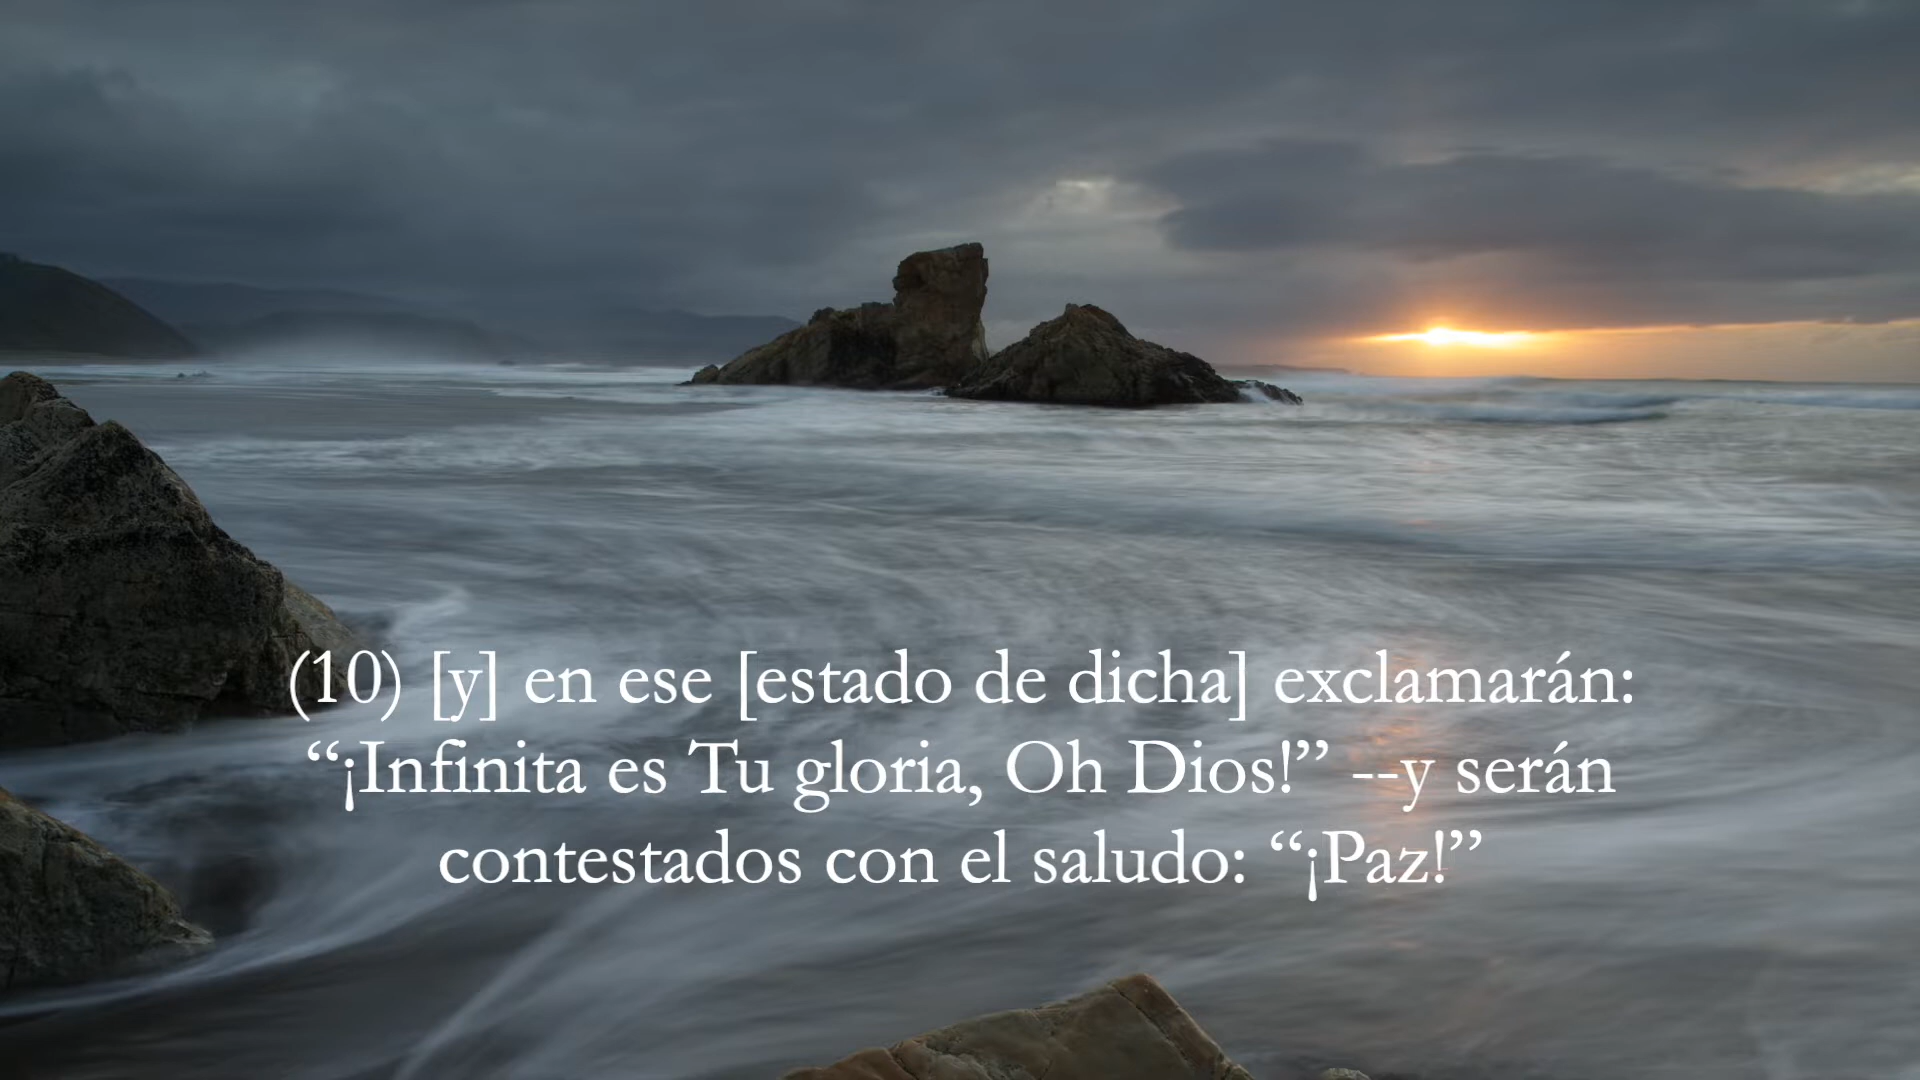 (10) [y] en ese [estado de dicha] exclamarán:
“¡Infinita es Tu gloria, Oh Dios!” --y serán
contestados con el saludo: “¡Paz!”